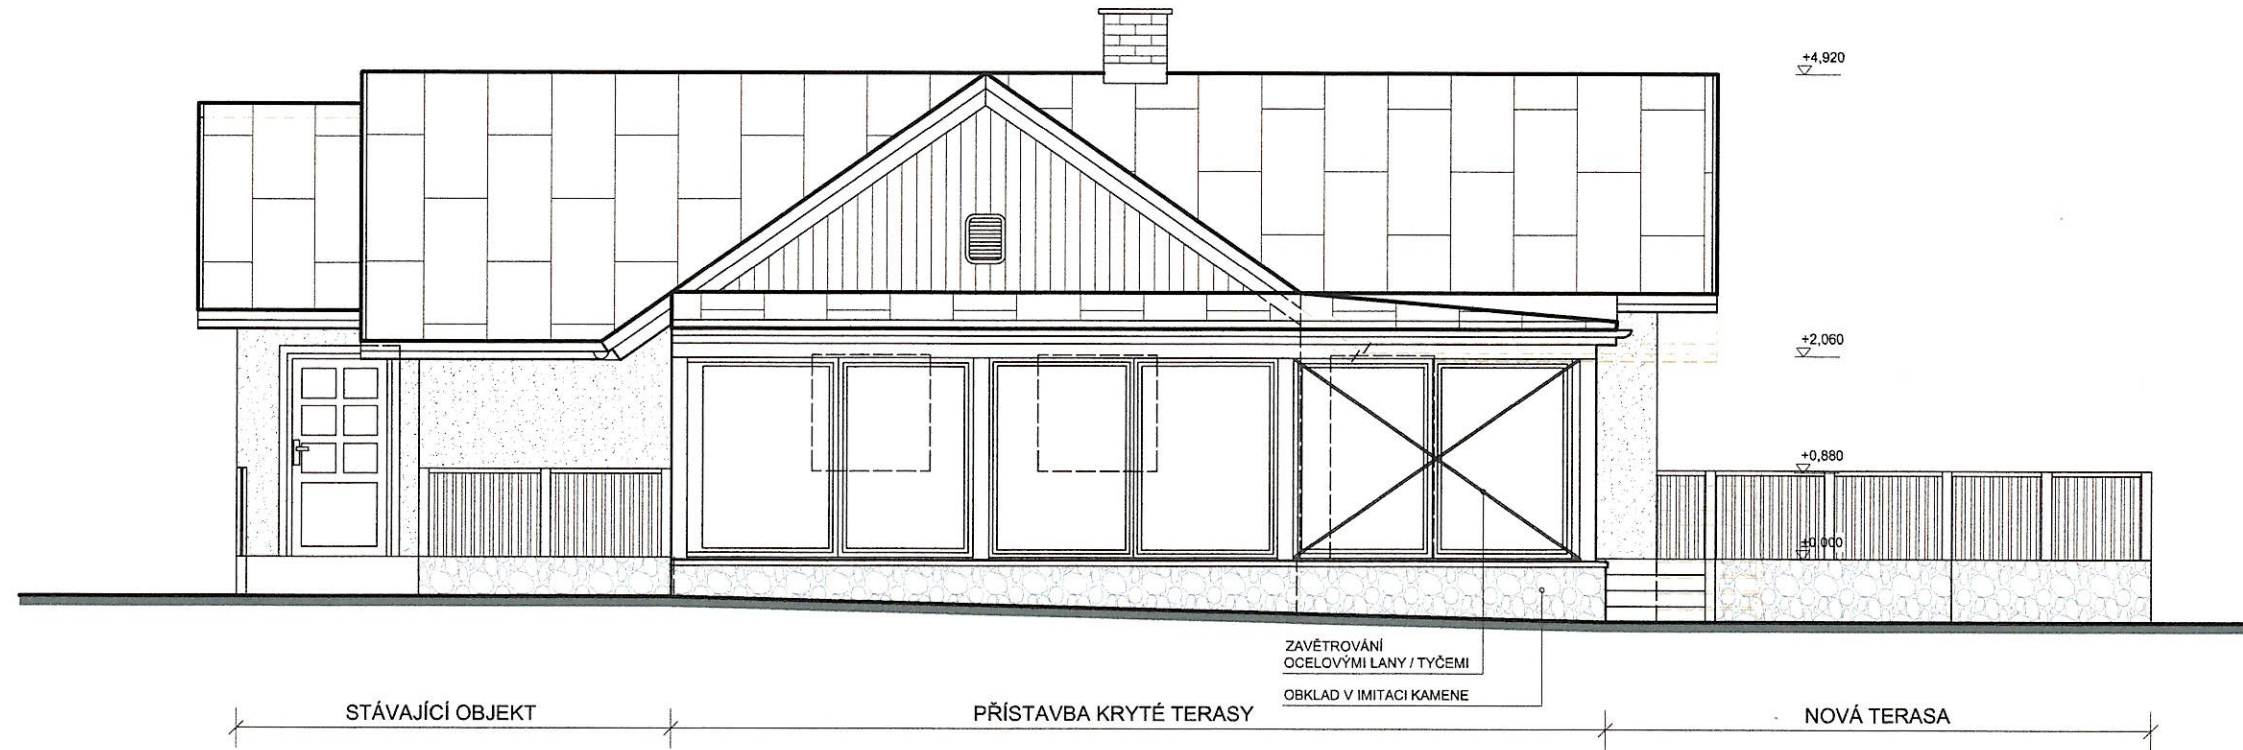 +4,920
+2,060
+0,880
±0,000
ZAVĚTROVÁNÍ
OCELOVÝMI LANY / TYČEMI
OBKLAD V IMITACI KAMENE
STÁVAJÍCÍ OBJEKT
PŘÍSTAVBA KRYTÉ TERASY
NOVÁ TERASA